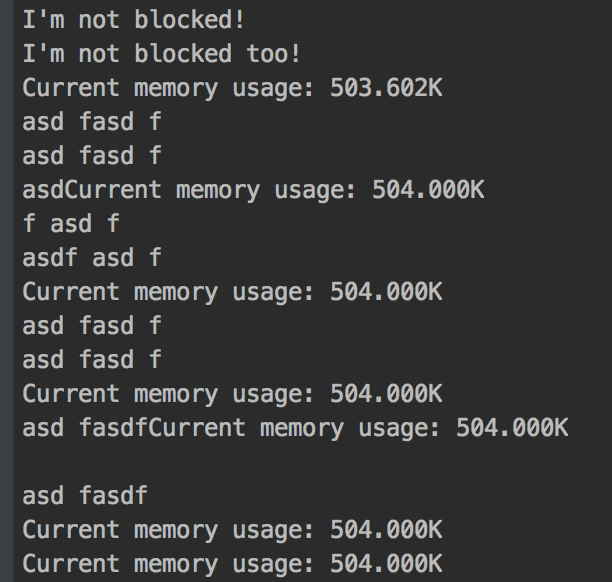 I'm not blocked!
I'm not blocked too!
Current memory usage: 503.602K
asd fasd f
asd fasd f
asdCurrent memory usage: 504.000K
f asd f
asdf asd f
Current memory usage: 504.000K
asd fasd f
asd fasd f
Current memory usage: 504.000K
asd fasdfCurrent memory usage: 504.000K
asd fasdf
Current memory usage: 504.000K
Current memory usage: 504.000K